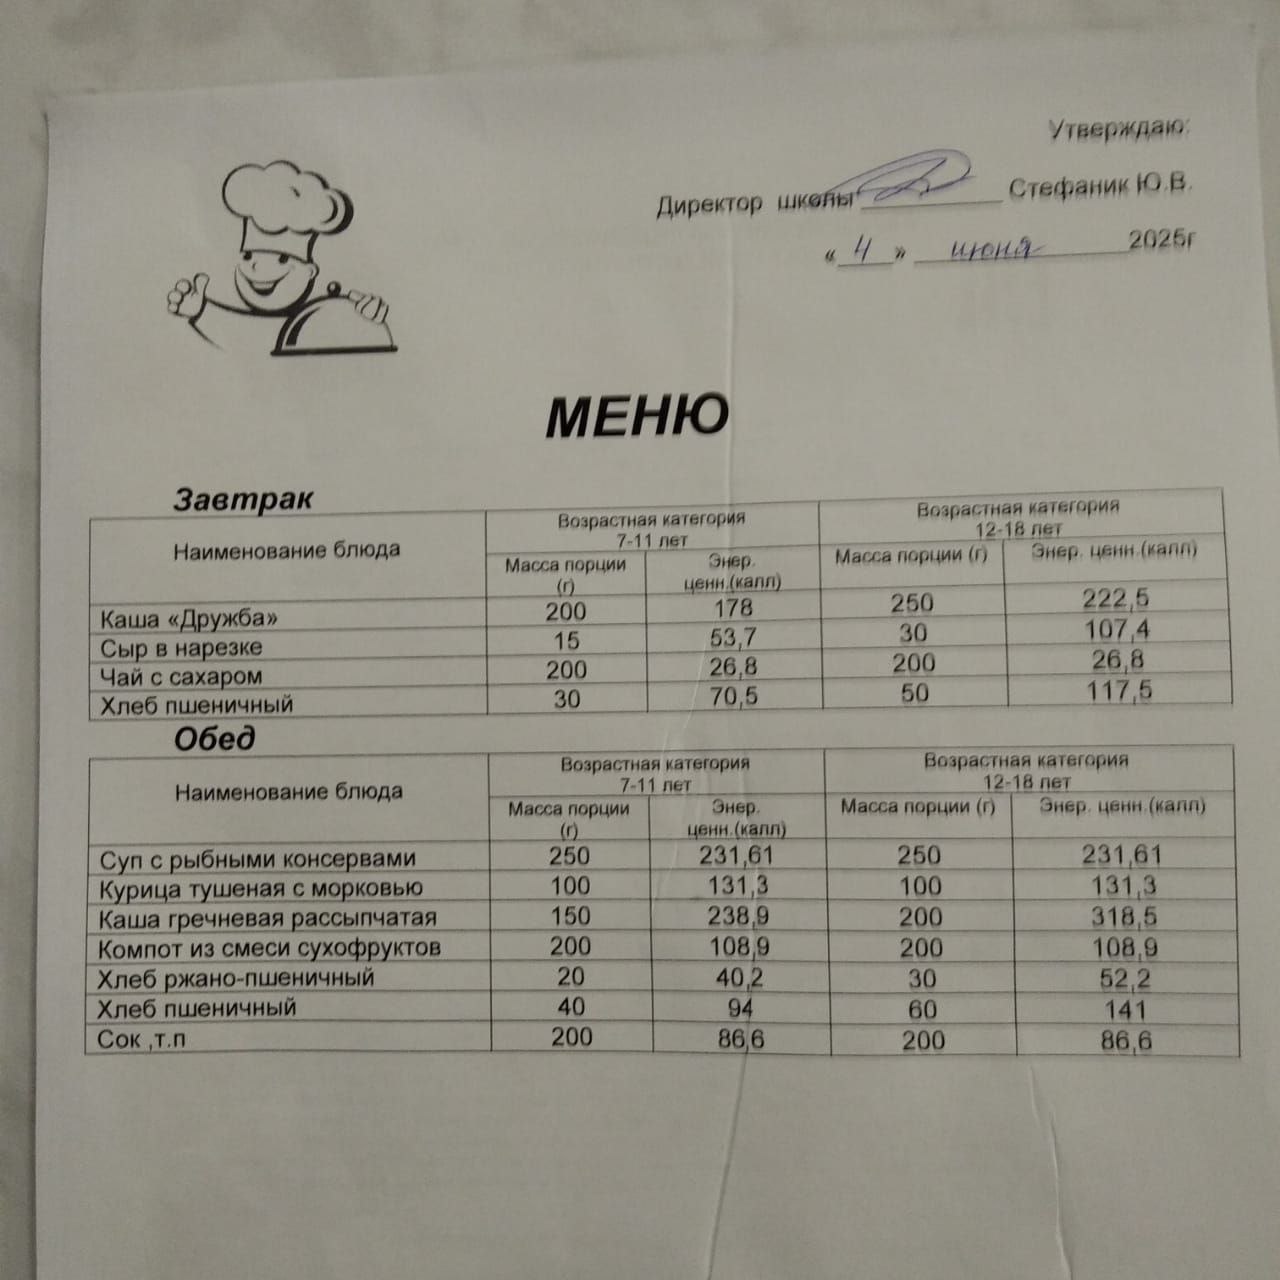 Утверждаю:
Директор школы Стефаник Ю.В.
« 4 » июня 2025г
МЕНЮ
Завтрак
Наименование блюда Возрастная категория 7-11 лет Возрастная категория 12-18 лет
Масса порции (г) Энер. ценн.(калл) Масса порции (г) Энер. ценн.(калл)
Каша «Дружба» 200 178 250 222,5
Сыр в нарезке 15 53,7 30 107,4
Чай с сахаром 200 26,8 200 26,8
Хлеб пшеничный 30 70,5 50 117,5
Обед
Наименование блюда Возрастная категория 7-11 лет Возрастная категория 12-18 лет
Масса порции (г) Энер. ценн.(калл) Масса порции (г) Энер. ценн.(калл)
Суп с рыбными консервами 250 231,61 250 231,61
Курица тушеная с морковью 100 131,3 100 131,3
Каша гречневая рассыпчатая 150 238,9 200 318,5
Компот из смеси сухофруктов 200 108,9 200 108,9
Хлеб ржано-пшеничный 20 40,2 30 52,2
Хлеб пшеничный 40 94 60 141
Сок ,т.п 200 86,6 200 86,6